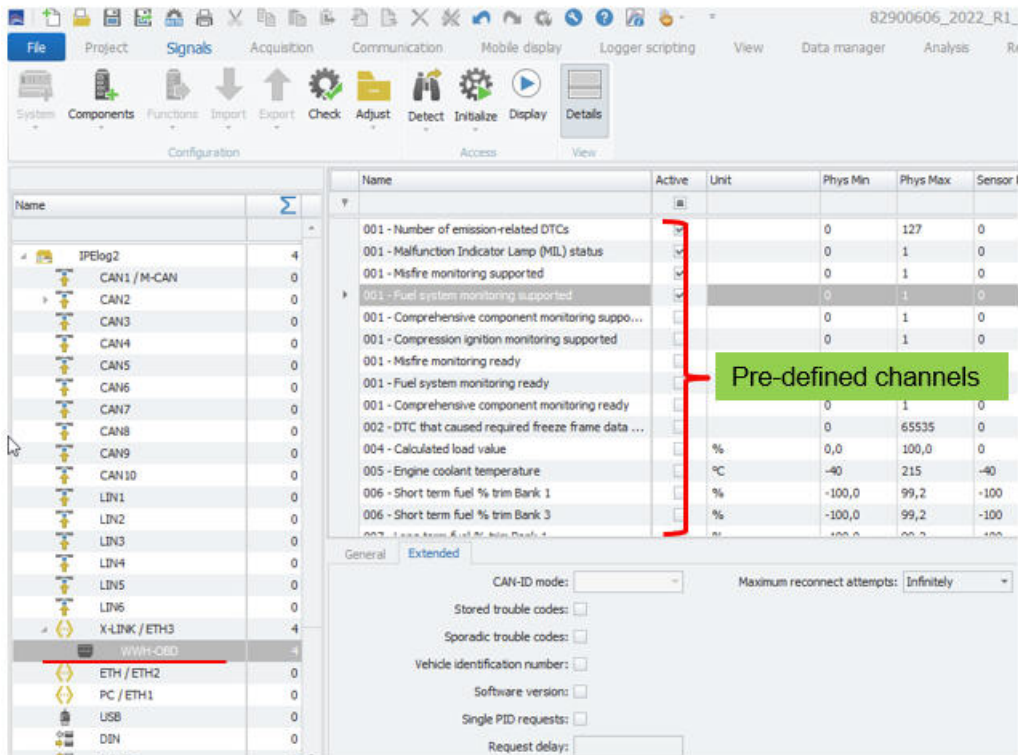 82900606_2022_R1_
File Project Signals Acquisition Communication Mobile display Logger scripting View Data manager Analysis
System Components Functions Import Export Check Adjust Detect Initialize Display Details
Configuration Access View
Name Σ
IPElog2 4
CAN1 / M-CAN 0
CAN2 0
CAN3 0
CAN4 0
CAN5 0
CAN6 0
CAN7 0
CAN8 0
CAN9 0
CAN10 0
LIN1 0
LIN2 0
LIN3 0
LIN4 0
LIN5 0
LIN6 0
X-LINK / ETH3 4
WWH-OBD 4
ETH / ETH2 0
PC / ETH1 0
USB 0
DIN 0
Name Active Unit Phys Min Phys Max Sensor
001 - Number of emission-related DTCs 0 127 0
001 - Malfunction Indicator Lamp (MIL) status 0 1 0
001 - Misfire monitoring supported 0 1 0
001 - Fuel system monitoring supported 0 1 0
001 - Comprehensive component monitoring suppo... 0 1 0
001 - Compression ignition monitoring supported 0 1 0
001 - Misfire monitoring ready
001 - Fuel system monitoring ready
001 - Comprehensive component monitoring ready 0 1 0
002 - DTC that caused required freeze frame data ... 0 65535 0
004 - Calculated load value % 0,0 100,0 0
005 - Engine coolant temperature °C -40 215 -40
006 - Short term fuel % trim Bank 1 % -100,0 99,2 -100
006 - Short term fuel % trim Bank 3 % -100,0 99,2 -100
Pre-defined channels
General Extended
CAN-ID mode: Maximum reconnect attempts: Infinitely
Stored trouble codes:
Sporadic trouble codes:
Vehicle identification number:
Software version:
Single PID requests:
Request delay: